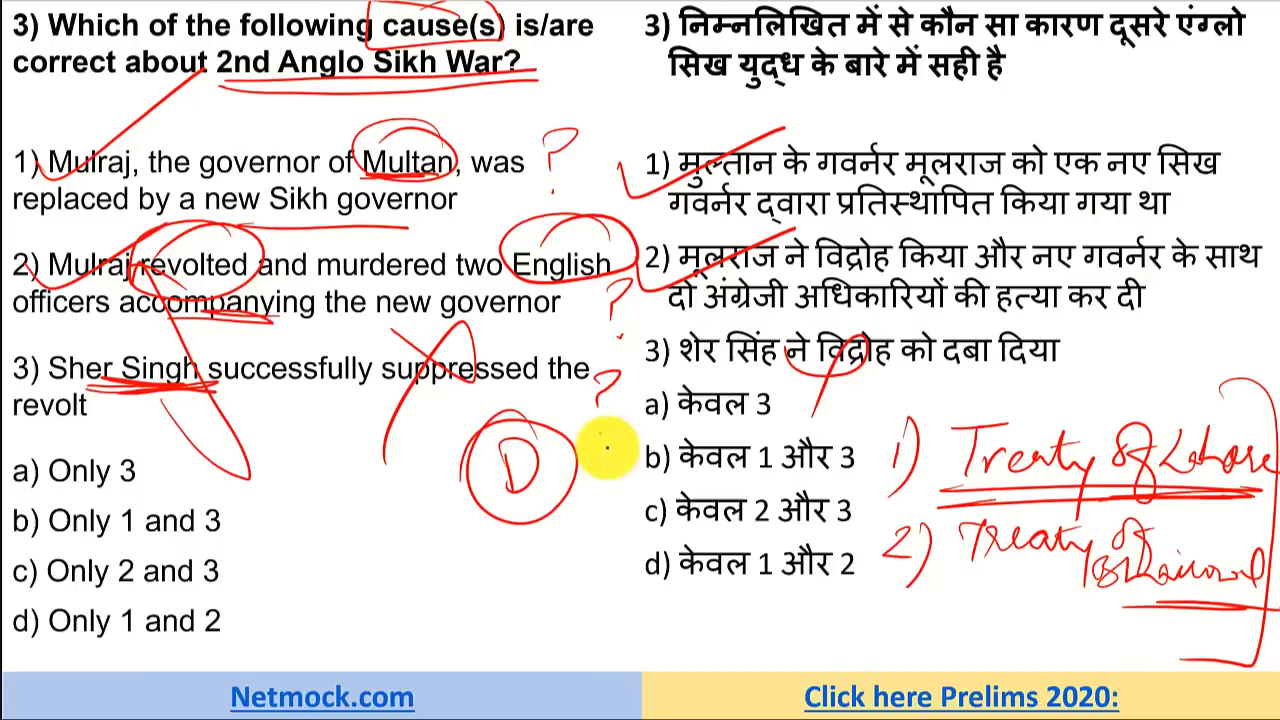 3) Which of the following cause(s) is/are
correct about 2nd Anglo Sikh War?
1) Mulraj, the governor of Multan, was
replaced by a new Sikh governor
2) Mulraj revolted and murdered two English
officers accompanying the new governor
3) Sher Singh successfully suppressed the
revolt
a) Only 3
b) Only 1 and 3
c) Only 2 and 3
d) Only 1 and 2
?
?
?
D
3) निम्नलिखित में से कौन सा कारण दूसरे एंग्लो
सिख युद्ध के बारे में सही है
1) मुल्तान के गवर्नर मूलराज को एक नए सिख
गवर्नर द्वारा प्रतिस्थापित किया गया था
2) मूलराज ने विद्रोह किया और नए गवर्नर के साथ
दो अंग्रेजी अधिकारियों की हत्या कर दी
3) शेर सिंह ने विद्रोह को दबा दिया
a) केवल 3
b) केवल 1 और 3
c) केवल 2 और 3
d) केवल 1 और 2
1) Treaty of Lahore
2) Treaty of
Netmock.com
Click here Prelims 2020: